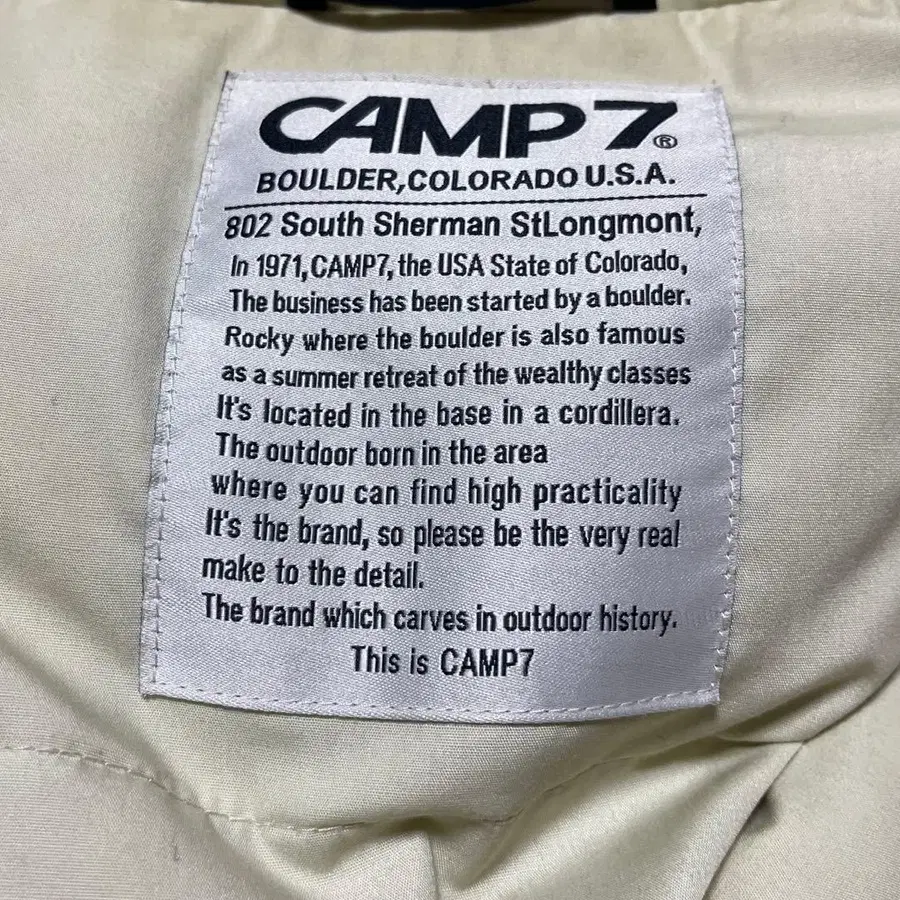 CAMP 7®
BOULDER,COLORADO U.S.A.
802 South Sherman StLongmont,
In 1971,CAMP7,the USA State of Colorado,
The business has been started by a boulder.
Rocky where the boulder is also famous
as a summer retreat of the wealthy classes
It's located in the base in a cordillera.
The outdoor born in the area
where you can find high practicality
It's the brand, so please be the very real
make to the detail.
The brand which carves in outdoor history.
This is CAMP7